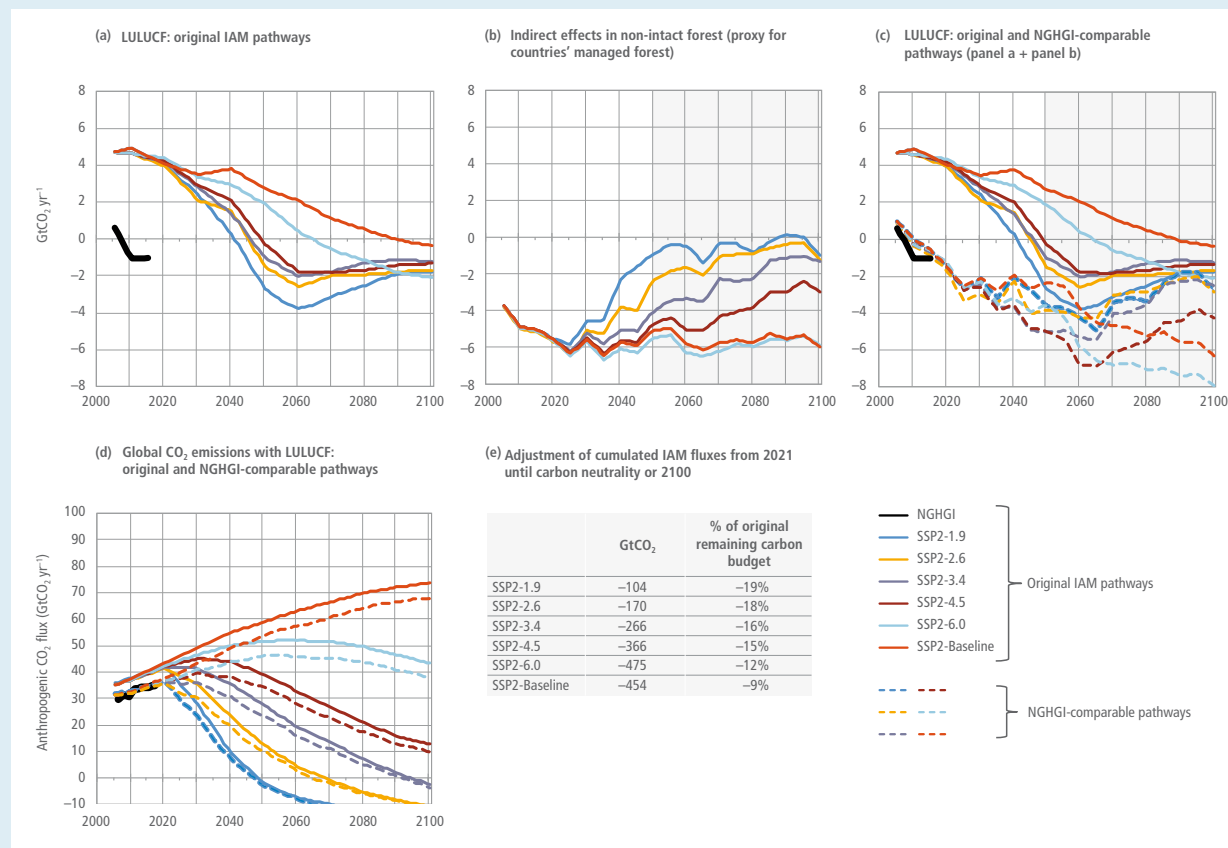 (a) LULUCF: original IAM pathways
8
6
4
2
0
−2
−4
−6
−8
GtCO2 yr−1
2000 2020 2040 2060 2080 2100
(b) Indirect effects in non-intact forest (proxy for
countries’ managed forest)
8
6
4
2
0
−2
−4
−6
−8
2000 2020 2040 2060 2080 2100
(c) LULUCF: original and NGHGI-comparable
pathways (panel a + panel b)
8
6
4
2
0
−2
−4
−6
−8
2000 2020 2040 2060 2080 2100
(d) Global CO2 emissions with LULUCF:
original and NGHGI-comparable pathways
100
90
80
70
60
50
40
30
20
10
0
−10
Anthropogenic CO2 flux (GtCO2 yr−1)
2000 2020 2040 2060 2080 2100
(e) Adjustment of cumulated IAM fluxes from 2021
until carbon neutrality or 2100
GtCO2
% of original
remaining carbon
budget
SSP2-1.9 −104 −19%
SSP2-2.6 −170 −18%
SSP2-3.4 −266 −16%
SSP2-4.5 −366 −15%
SSP2-6.0 −475 −12%
SSP2-Baseline −454 −9%
NGHGI
SSP2-1.9
SSP2-2.6
SSP2-3.4
SSP2-4.5
SSP2-6.0
SSP2-Baseline
Original IAM pathways
NGHGI-comparable pathways